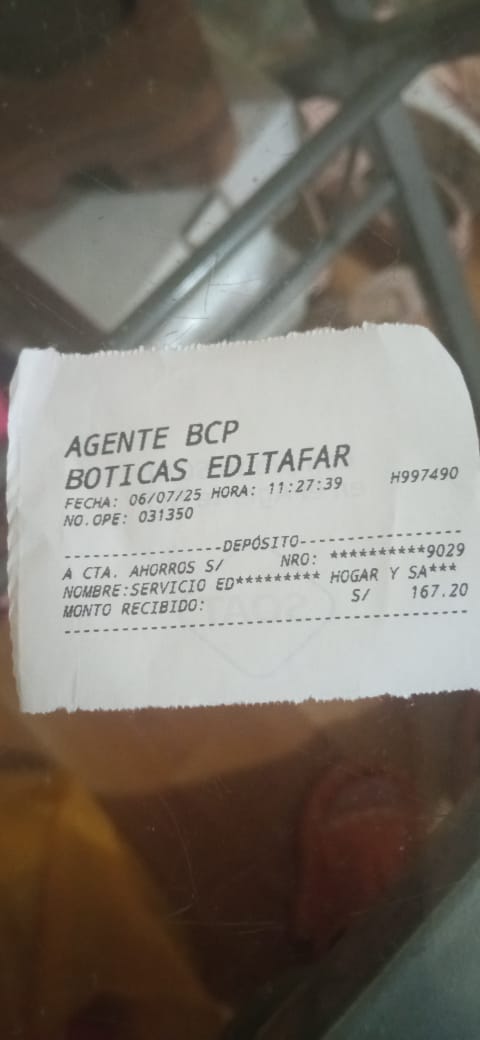 AGENTE BCP
BOTICAS EDITAFAR
FECHA: 06/07/25 HORA: 11:27:39 H997490
NO.OPE: 031350
----------------DEPÓSITO----------------
A CTA. AHORROS S/ NRO: **********9029
NOMBRE:SERVICIO ED********* HOGAR Y SA***
MONTO RECIBIDO: S/ 167.20
----------------------------------------